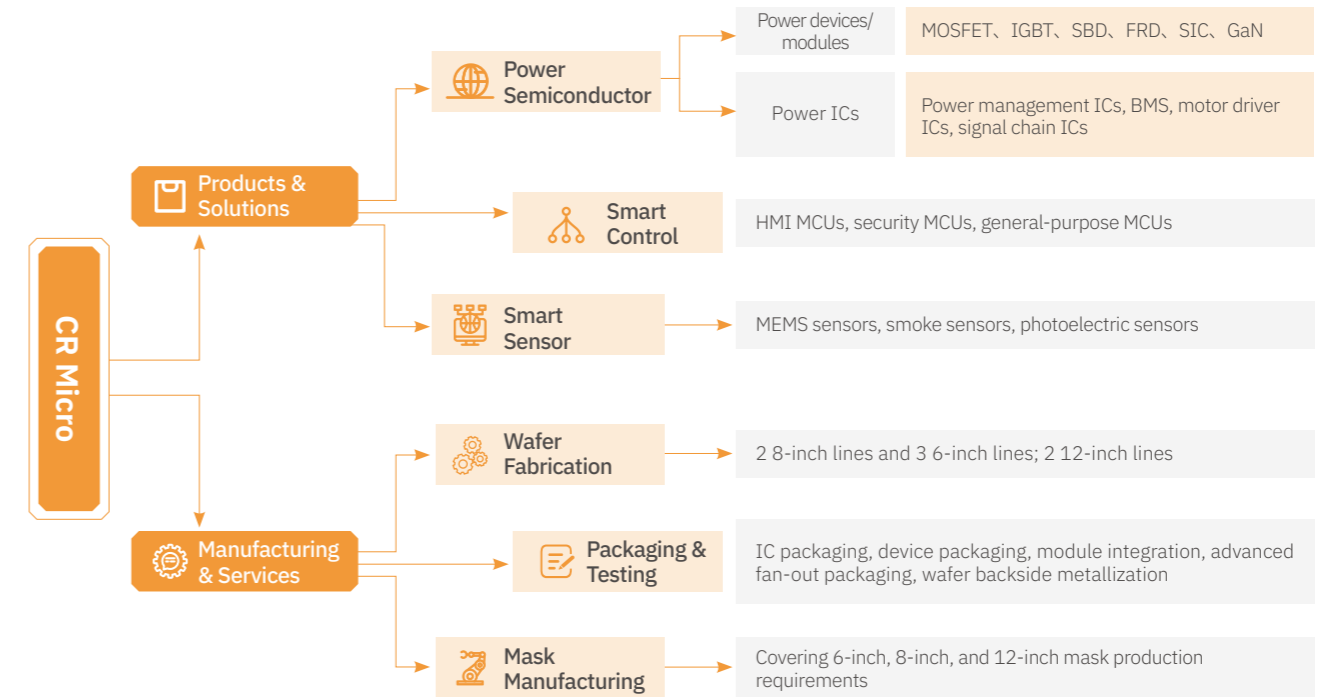 CR Micro
Products &
Solutions
Power
Semiconductor
Power devices/
modules
MOSFET、IGBT、SBD、FRD、SIC、GaN
Power ICs
Power management ICs, BMS, motor driver
ICs, signal chain ICs
Smart
Control
HMI MCUs, security MCUs, general-purpose MCUs
Smart
Sensor
MEMS sensors, smoke sensors, photoelectric sensors
Manufacturing
& Services
Wafer
Fabrication
2 8-inch lines and 3 6-inch lines; 2 12-inch lines
Packaging &
Testing
IC packaging, device packaging, module integration, advanced
fan-out packaging, wafer backside metallization
Mask
Manufacturing
Covering 6-inch, 8-inch, and 12-inch mask production
requirements